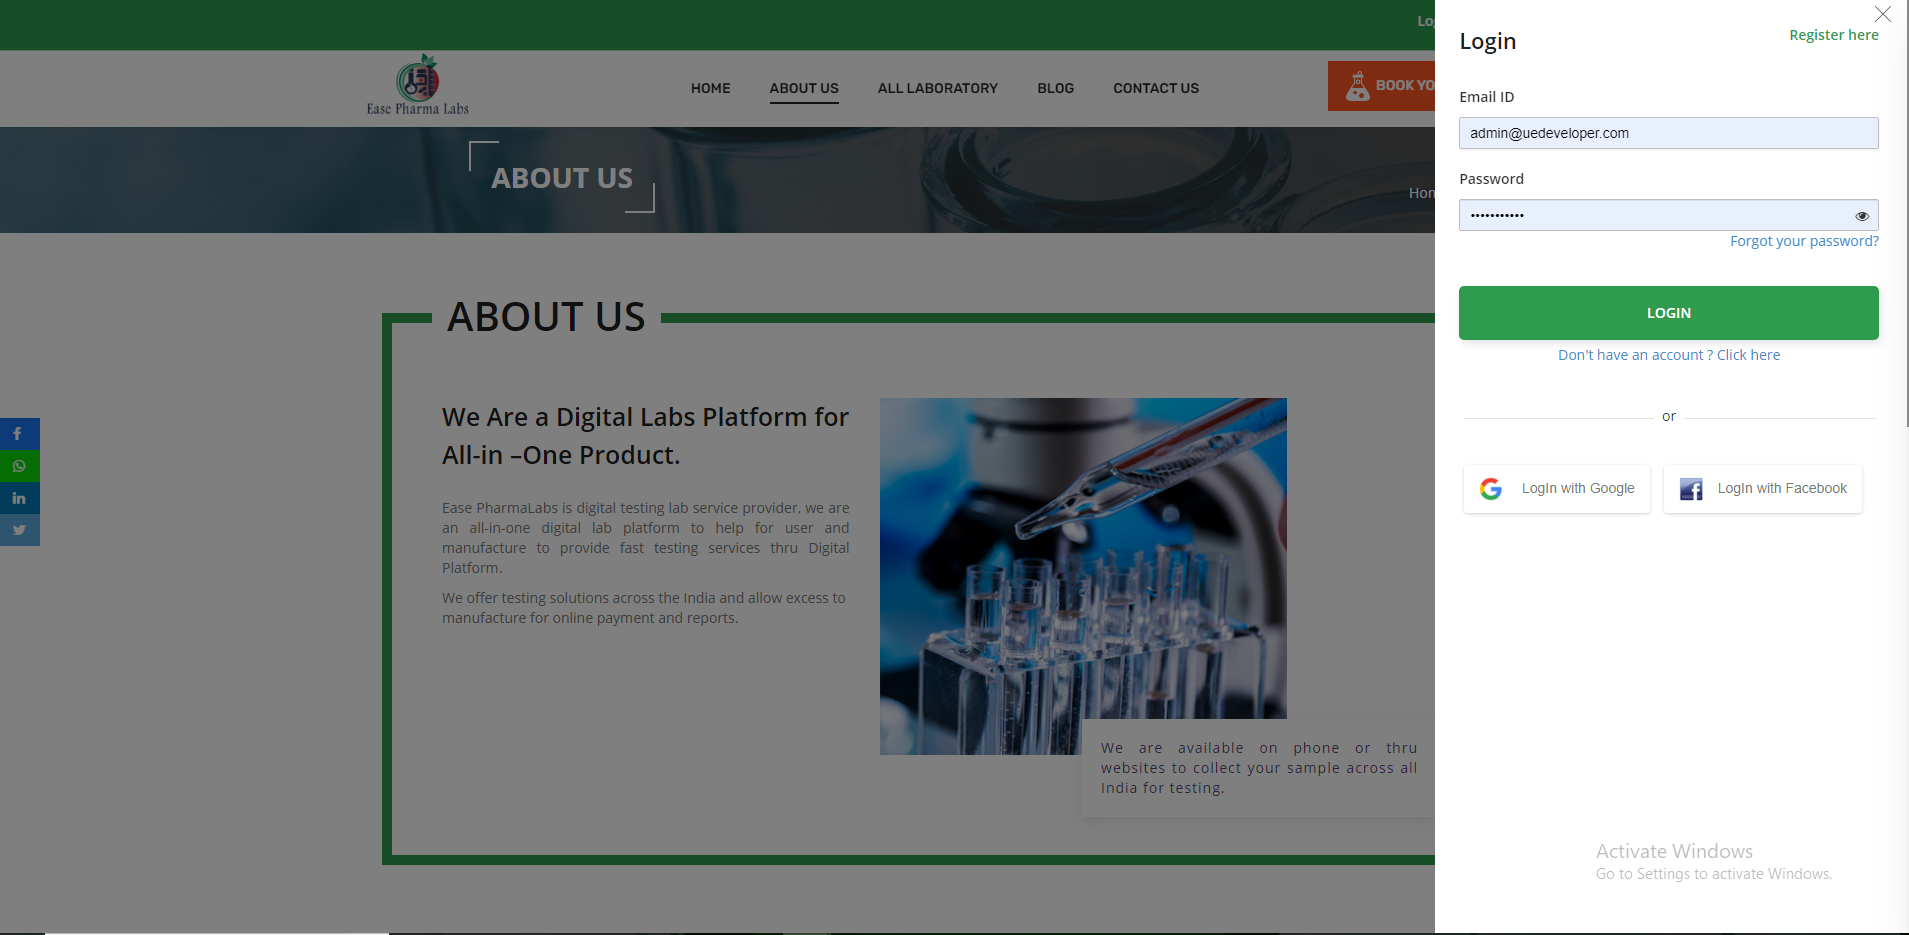 Ease Pharma Labs
HOME
ABOUT US
ALL LABORATORY
BLOG
CONTACT US
ABOUT US
ABOUT US
We Are a Digital Labs Platform for
All-in –One Product.
Ease PharmaLabs is digital testing lab service provider, we are
an all-in-one digital lab platform to help for user and
manufacture to provide fast testing services thru Digital
Platform.
We offer testing solutions across the India and allow excess to
manufacture for online payment and reports.
We are available on phone or thru
websites to collect your sample across all
India for testing.
Login
Register here
Email ID
admin@uedeveloper.com
Password
•••••••••••
Forgot your password?
LOGIN
Don't have an account ? Click here
or
LogIn with Google
LogIn with Facebook
Activate Windows
Go to Settings to activate Windows.